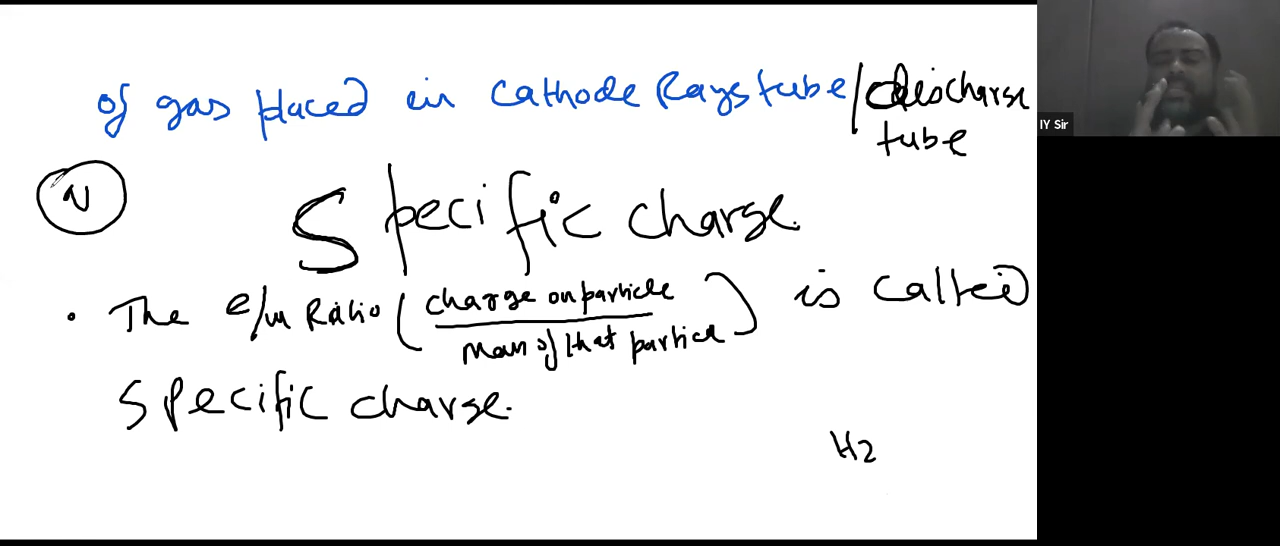 of gas placed in Cathode Rays tube/discharge
tube
IY Sir
N
Specific charge.
• The e/m Ratio (charge on particle / Mass of that particle) is called
Specific charge.
H2